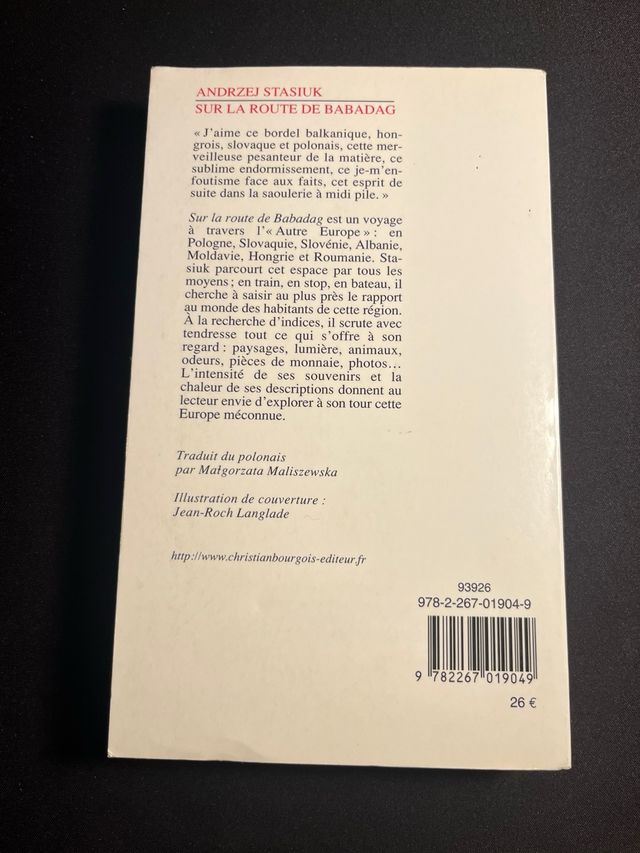 ANDRZEJ STASIUK
SUR LA ROUTE DE BABADAG
« J'aime ce bordel balkanique, hon-
grois, slovaque et polonais, cette mer-
veilleuse pesanteur de la matière, ce
sublime endormissement, ce je-m'en-
foutisme face aux faits, cet esprit de
suite dans la saoulerie à midi pile. »
Sur la route de Babadag est un voyage
à travers l'« Autre Europe » : en
Pologne, Slovaquie, Slovénie, Albanie,
Moldavie, Hongrie et Roumanie. Sta-
siuk parcourt cet espace par tous les
moyens ; en train, en stop, en bateau, il
cherche à saisir au plus près le rapport
au monde des habitants de cette région.
À la recherche d'indices, il scrute avec
tendresse tout ce qui s'offre à son
regard : paysages, lumière, animaux,
odeurs, pièces de monnaie, photos...
L'intensité de ses souvenirs et la
chaleur de ses descriptions donnent au
lecteur envie d'explorer à son tour cette
Europe méconnue.
Traduit du polonais
par Małgorzata Maliszewska
Illustration de couverture :
Jean-Roch Langlade
http://www.christianbourgois-editeur.fr
93926
978-2-267-01904-9
9 782267 019049
26 €